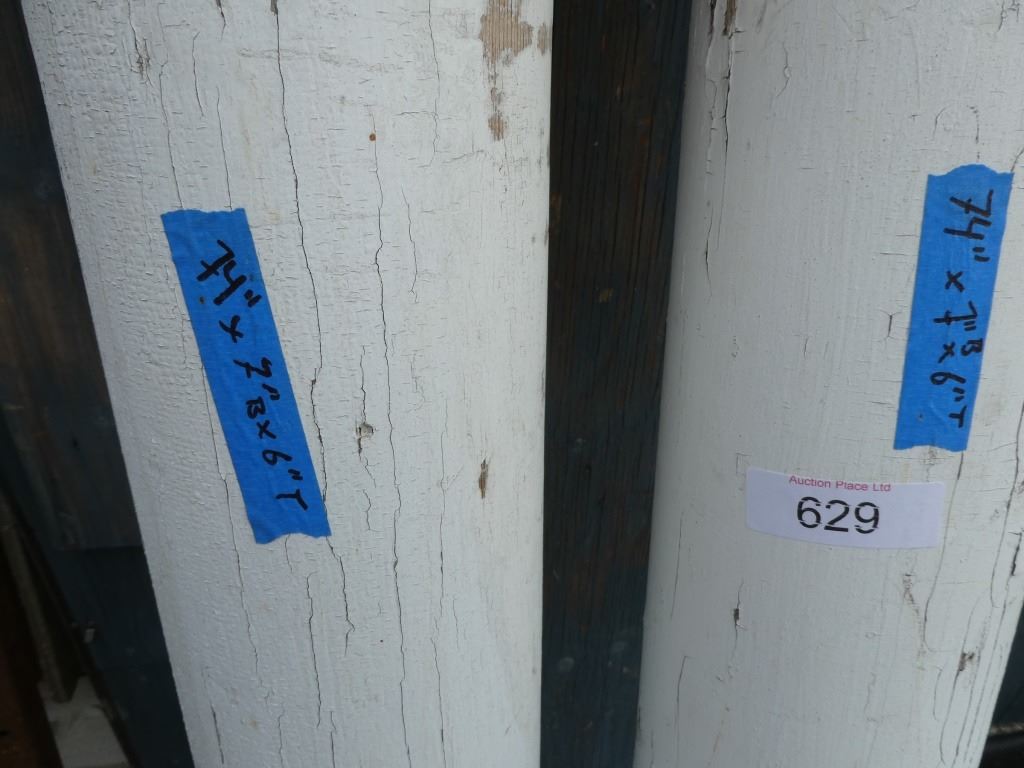 74" x 7" B x 6" T
74" x 7" B x 6" T
Auction Place Ltd
629